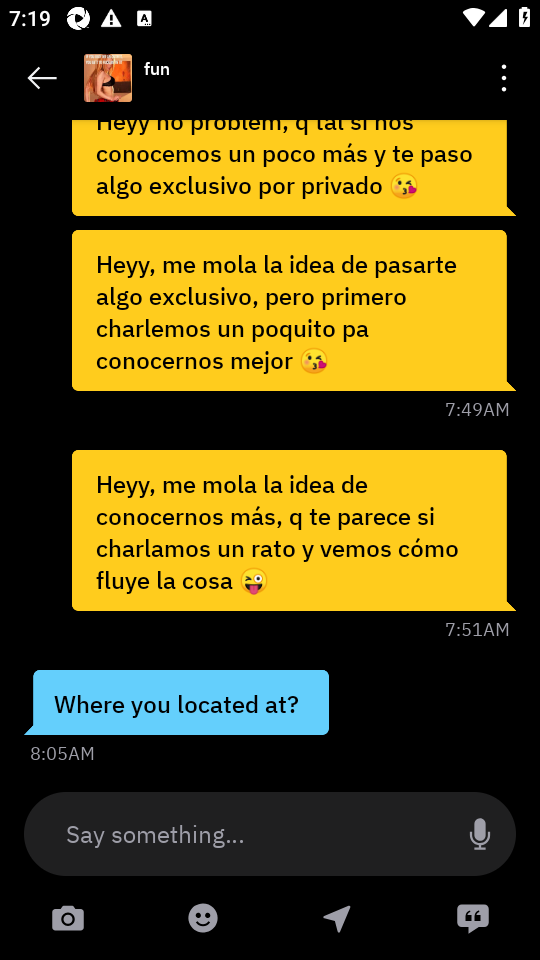 7:19
fun
Heyy no problem, q tal si nos
conocemos un poco más y te paso
algo exclusivo por privado 😘
Heyy, me mola la idea de pasarte
algo exclusivo, pero primero
charlemos un poquito pa
conocernos mejor 😘
7:49AM
Heyy, me mola la idea de
conocernos más, q te parece si
charlamos un rato y vemos cómo
fluye la cosa 😜
7:51AM
Where you located at?
8:05AM
Say something...